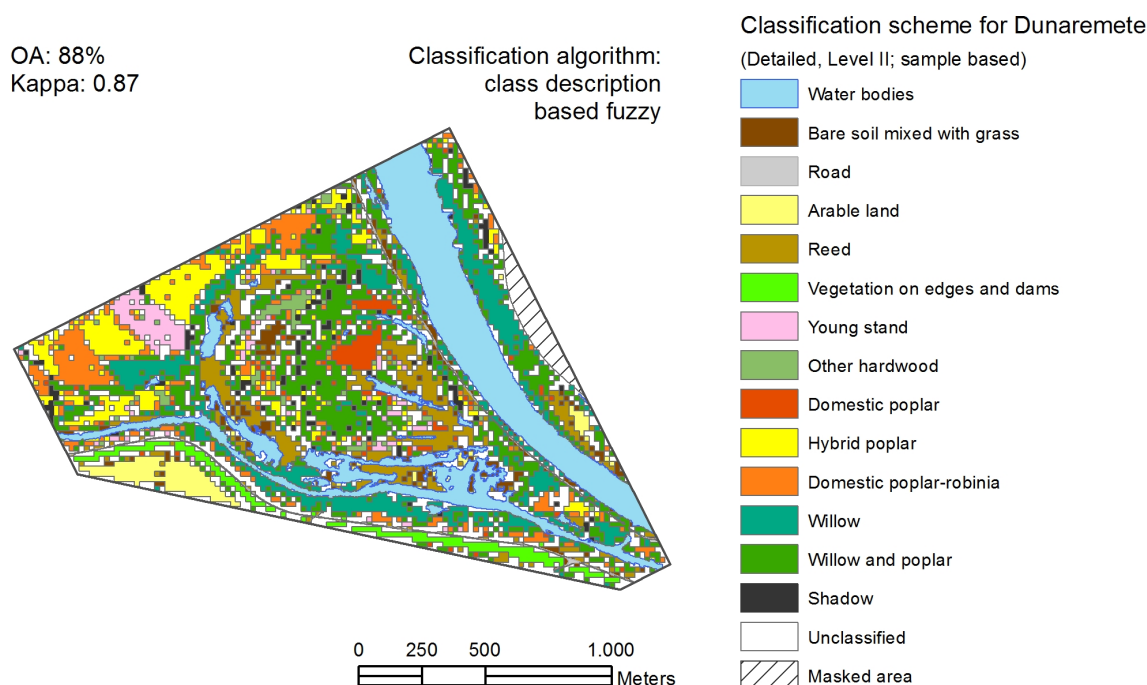 OA: 88%
Kappa: 0.87
Classification algorithm:
class description
based fuzzy
Classification scheme for Dunaremete
(Detailed, Level II; sample based)
Water bodies
Bare soil mixed with grass
Road
Arable land
Reed
Vegetation on edges and dams
Young stand
Other hardwood
Domestic poplar
Hybrid poplar
Domestic poplar-robinia
Willow
Willow and poplar
Shadow
Unclassified
Masked area
0 250 500 1.000
Meters